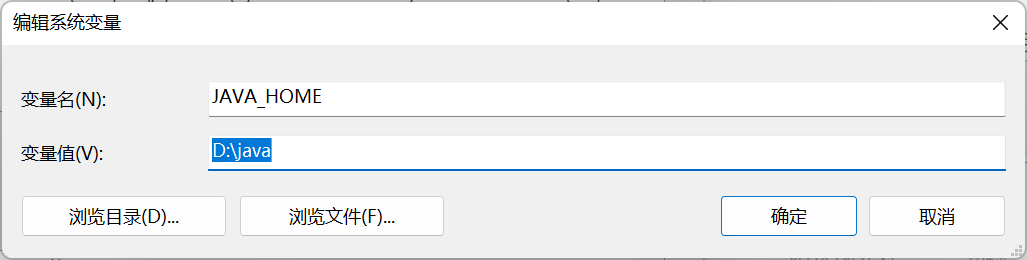 编辑系统变量
变量名(N):
JAVA_HOME
变量值(V):
D:\java
浏览目录(D)...
浏览文件(F)...
确定
取消